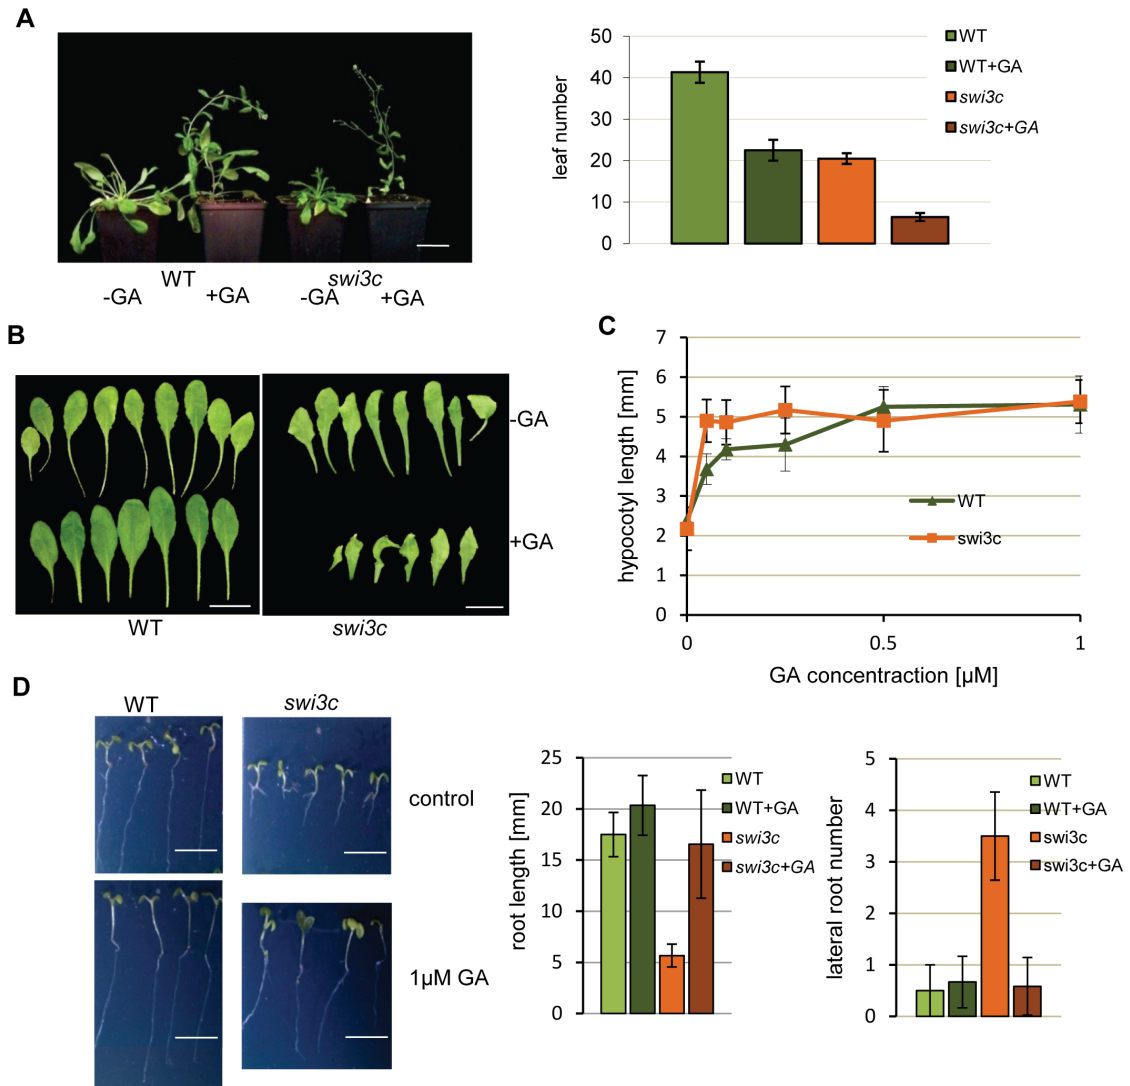 A
50
40
30
20
10
0
leaf number
WT
WT+GA
swi3c
swi3c+GA
WT
swi3c
-GA
+GA
-GA
+GA
B
-GA
+GA
WT
swi3c
C
7
6
5
4
3
2
1
0
hypocotyl length [mm]
WT
swi3c
0
0.5
1
GA concentraction [µM]
D
WT
swi3c
control
1µM GA
25
20
15
10
5
0
root length [mm]
WT
WT+GA
swi3c
swi3c+GA
5
4
3
2
1
0
lateral root number
WT
WT+GA
swi3c
swi3c+GA